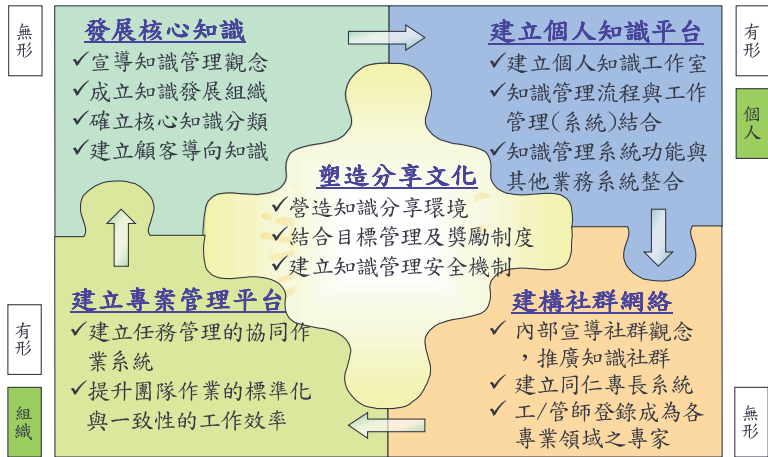 無形
發展核心知識
✓宣導知識管理觀念
✓成立知識發展組織
✓確立核心知識分類
✓建立顧客導向知識
有形
個人
建立個人知識平台
✓建立個人知識工作室
✓知識管理流程與工作
管理(系統)結合
✓知識管理系統功能與
其他業務系統整合
塑造分享文化
✓營造知識分享環境
✓結合目標管理及獎勵制度
✓建立知識管理安全機制
有形
組織
建立專案管理平台
✓建立任務管理的協同作
業系統
✓提升團隊作業的標準化
與一致性的工作效率
建構社群網絡
✓內部宣導社群觀念
，推廣知識社群
✓建立同仁專長系統
✓工/管師登錄成為各
專業領域之專家
無形